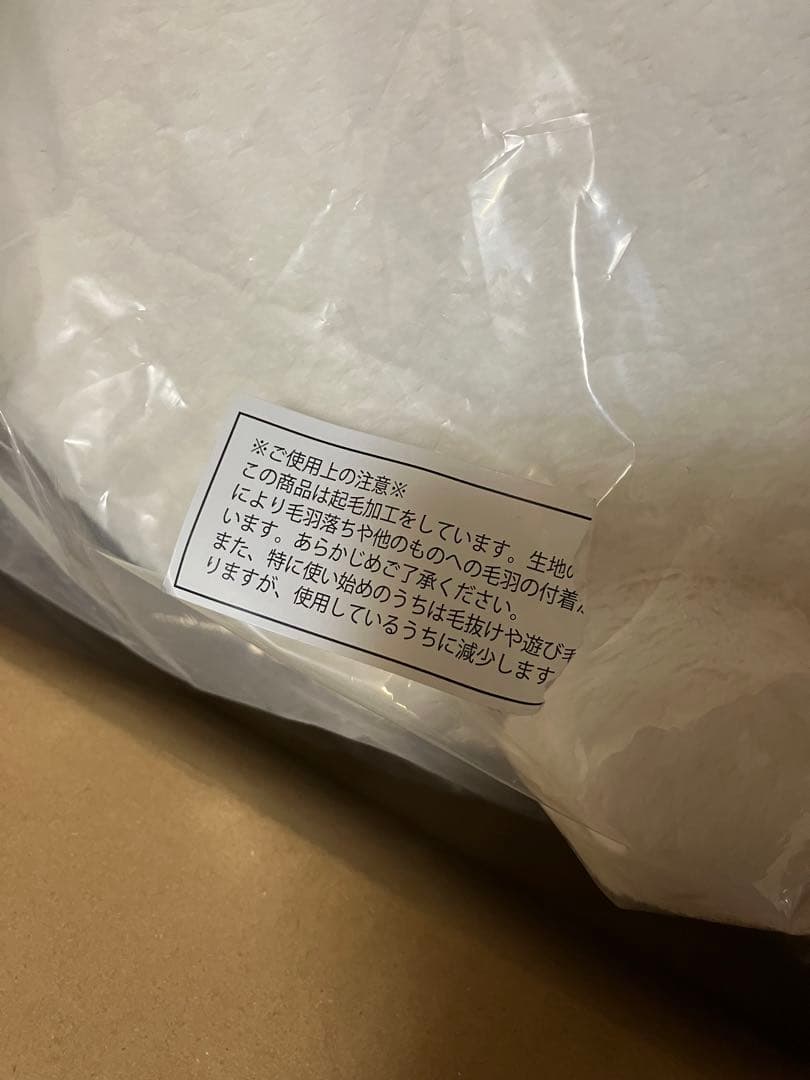 ※ご使用上の注意※
この商品は起毛加工をしています。生地の
により毛羽落ちや他のものへの毛羽の付着
います。あらかじめご了承ください。
また、特に使い始めのうちは毛抜けや遊び毛
りますが、使用しているうちに減少します